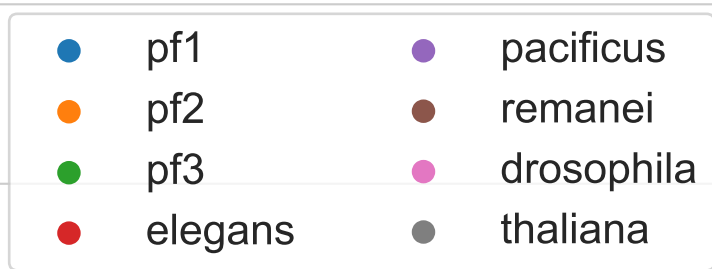 pf1
pf2
pf3
elegans
pacificus
remanei
drosophila
thaliana